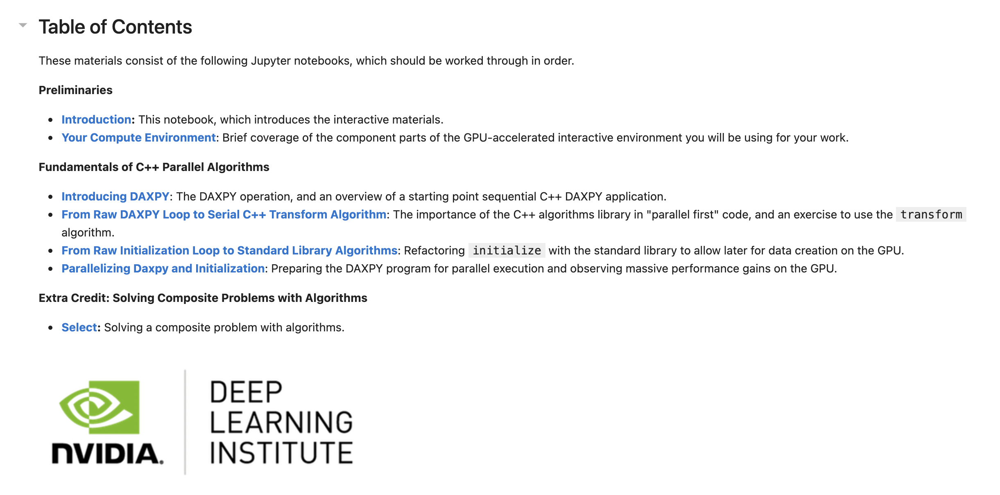 Table of Contents
These materials consist of the following Jupyter notebooks, which should be worked through in order.
Preliminaries
Introduction: This notebook, which introduces the interactive materials.
Your Compute Environment: Brief coverage of the component parts of the GPU-accelerated interactive environment you will be using for your work.
Fundamentals of C++ Parallel Algorithms
Introducing DAXPY: The DAXPY operation, and an overview of a starting point sequential C++ DAXPY application.
From Raw DAXPY Loop to Serial C++ Transform Algorithm: The importance of the C++ algorithms library in "parallel first" code, and an exercise to use the transform
algorithm.
From Raw Initialization Loop to Standard Library Algorithms: Refactoring initialize with the standard library to allow later for data creation on the GPU.
Parallelizing Daxpy and Initialization: Preparing the DAXPY program for parallel execution and observing massive performance gains on the GPU.
Extra Credit: Solving Composite Problems with Algorithms
Select: Solving a composite problem with algorithms.
NVIDIA.
DEEP
LEARNING
INSTITUTE